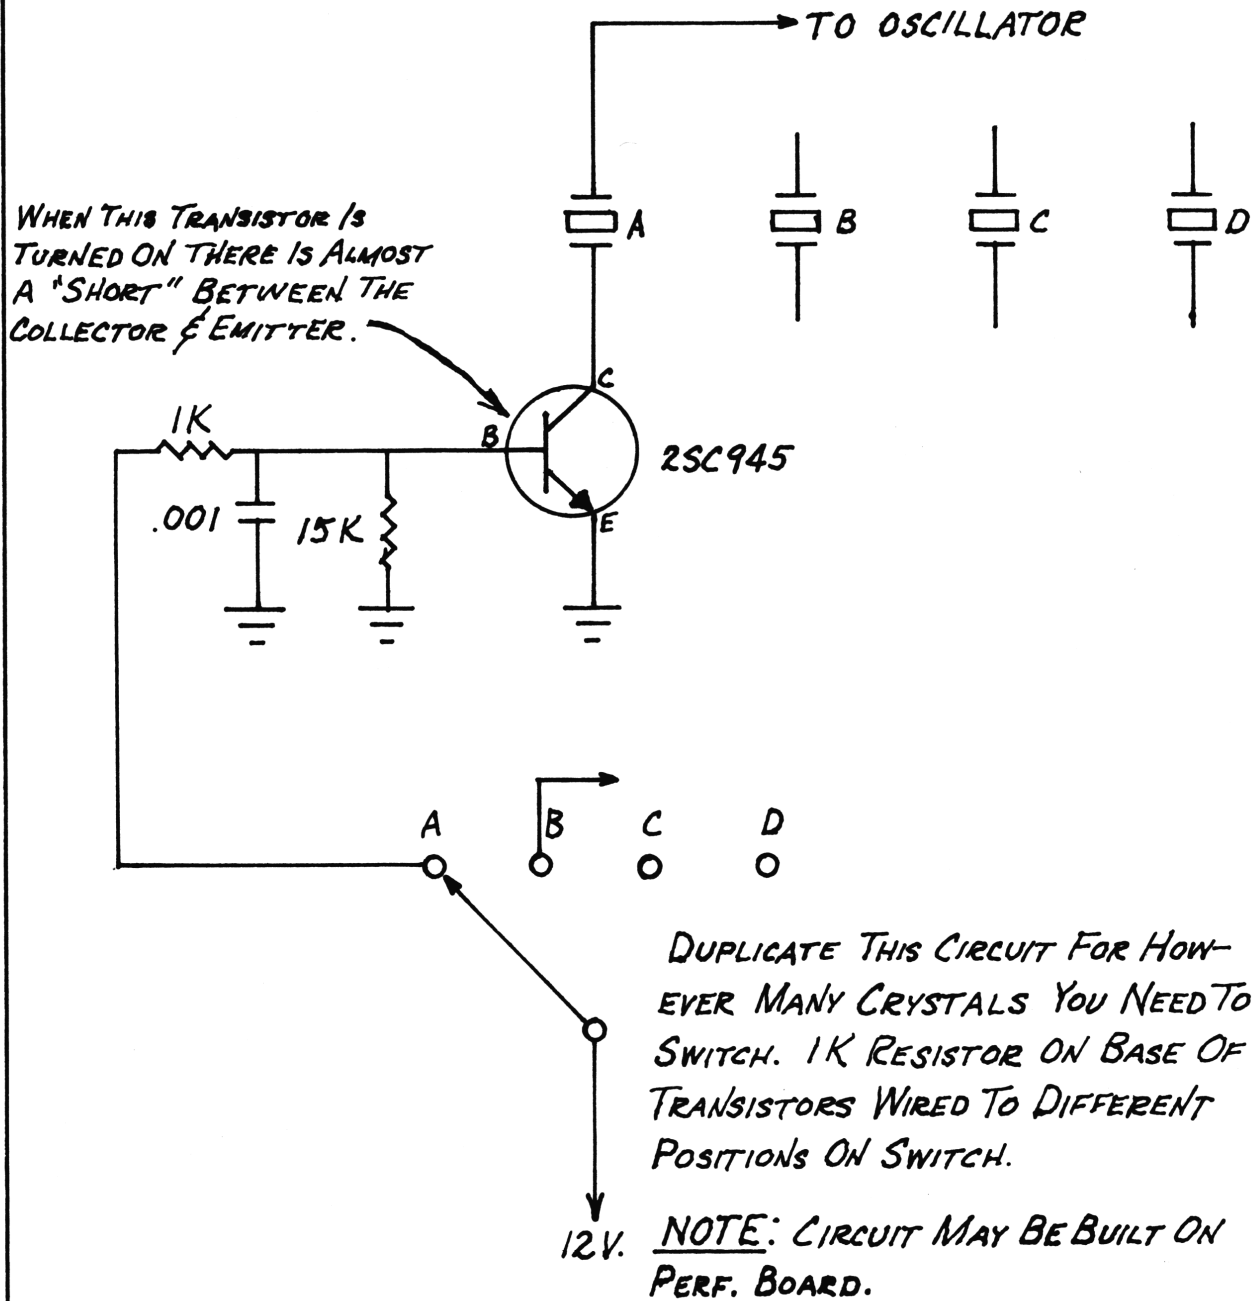 TO OSCILLATOR
A
B
C
D
WHEN THIS TRANSISTOR IS
TURNED ON THERE IS ALMOST
A "SHORT" BETWEEN THE
COLLECTOR & EMITTER.
C
1K
B
2SC945
.001
15K
E
A
B
C
D
DUPLICATE THIS CIRCUIT FOR HOW-
EVER MANY CRYSTALS YOU NEED TO
SWITCH. 1K RESISTOR ON BASE OF
TRANSISTORS WIRED TO DIFFERENT
POSITIONS ON SWITCH.
12V.
NOTE: CIRCUIT MAY BE BUILT ON
PERF. BOARD.